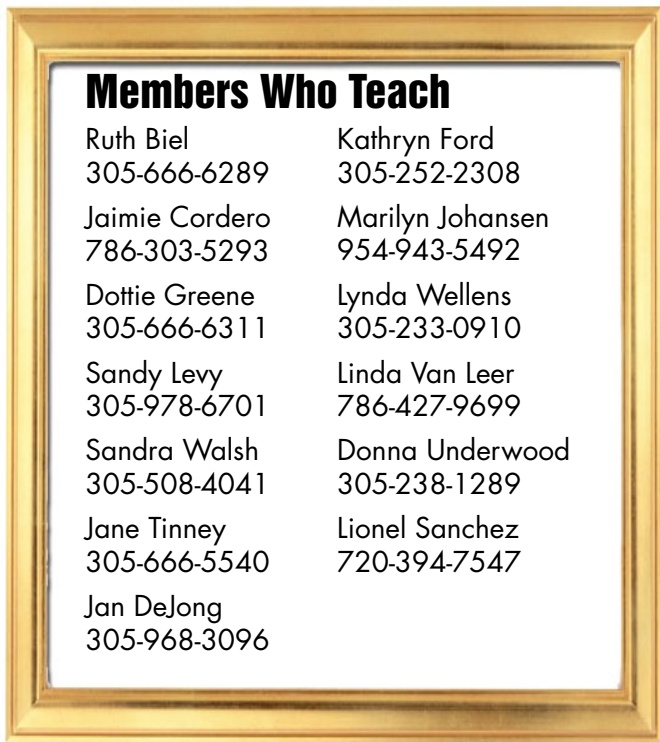 Members Who Teach
Ruth Biel
305-666-6289
Jaimie Cordero
786-303-5293
Dottie Greene
305-666-6311
Sandy Levy
305-978-6701
Sandra Walsh
305-508-4041
Jane Tinney
305-666-5540
Jan DeJong
305-968-3096
Kathryn Ford
305-252-2308
Marilyn Johansen
954-943-5492
Lynda Wellens
305-233-0910
Linda Van Leer
786-427-9699
Donna Underwood
305-238-1289
Lionel Sanchez
720-394-7547